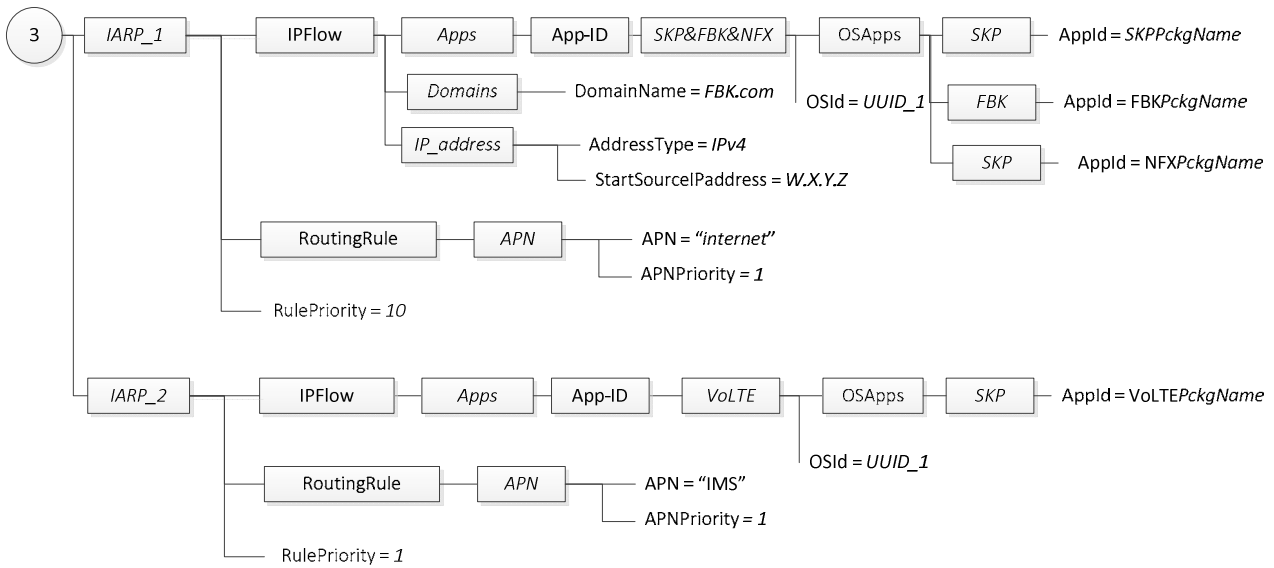 3
IARP_1
IPFlow
Apps
App-ID
SKP&FBK&NFX
OSApps
SKP
AppId = SKPPckgName
Domains
DomainName = FBK.com
OSId = UUID_1
FBK
AppId = FBKPckgName
IP_address
AddressType = IPv4
SKP
AppId = NFXPckgName
StartSourceIPaddress = W.X.Y.Z
RoutingRule
APN
APN = “internet”
APNPriority = 1
RulePriority = 10
IARP_2
IPFlow
Apps
App-ID
VoLTE
OSApps
SKP
AppId = VoLTEPckgName
OSId = UUID_1
RoutingRule
APN
APN = “IMS”
APNPriority = 1
RulePriority = 1